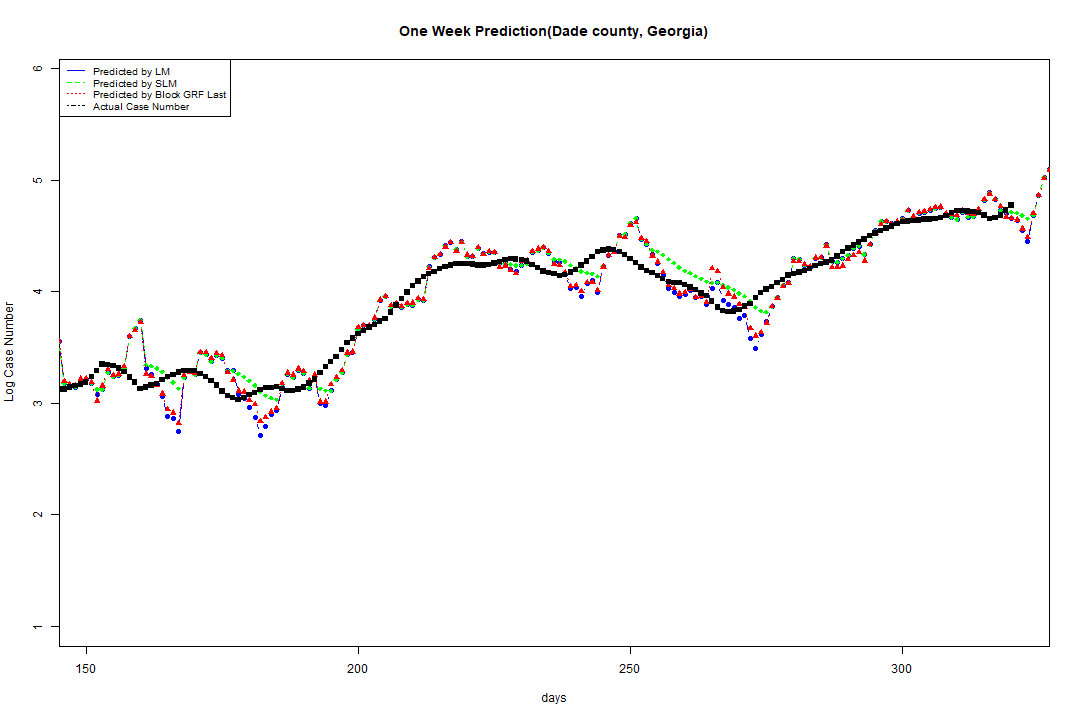 One Week Prediction(Dade county, Georgia)
Predicted by LM
Predicted by SLM
Predicted by Block GRF Last
Actual Case Number
6
5
4
3
2
1
Log Case Number
150
200
250
300
days